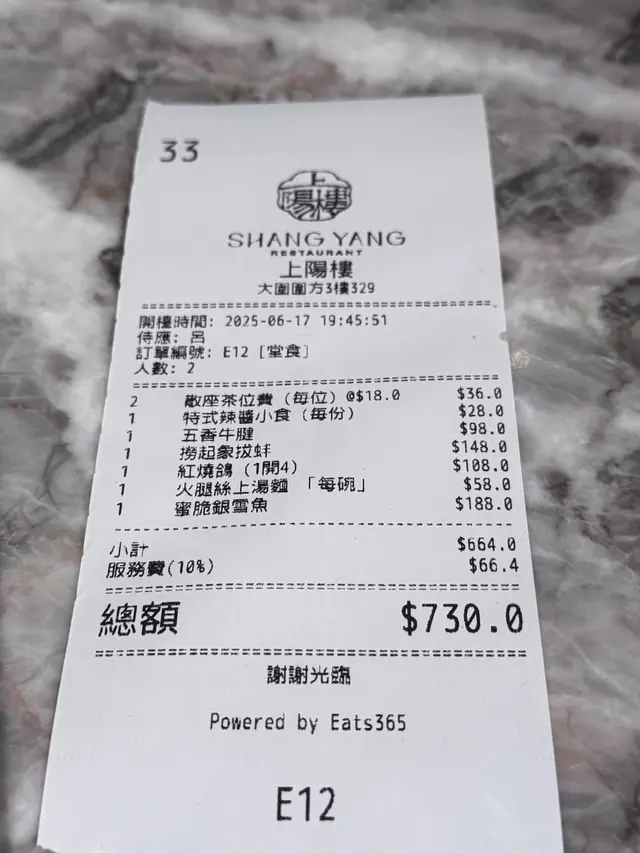 33
上陽樓
SHANG YANG
RESTAURANT
上陽樓
大圍圍方3樓329
開檯時間: 2025-06-17 19:45:51
侍應: 呂
訂單編號: E12 [堂食]
人數: 2
2 散座茶位費 (每位) @$18.0 $36.0
1 特式辣醬小食 (每份) $28.0
1 五香牛腱 $98.0
1 撈起象拔蚌 $148.0
1 紅燒鴿 (1開4) $108.0
1 火腿絲上湯麵 「每碗」 $58.0
1 蜜脆銀雪魚 $188.0
小計 $664.0
服務費(10%) $66.4
總額 $730.0
謝謝光臨
Powered by Eats365
E12